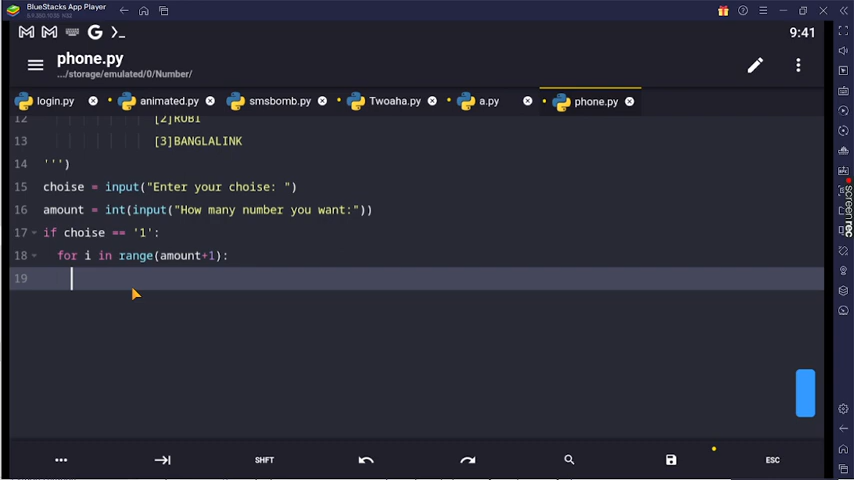 BlueStacks App Player
9:41
phone.py
.../storage/emulated/0/Number/
login.py animated.py smsbomb.py Twoaha.py a.py phone.py
12 [2]ROBI
13 [3]BANGLALINK
14 ''')
15 choise = input("Enter your choise: ")
16 amount = int(input("How many number you want:"))
17 if choise == '1':
18 for i in range(amount+1):
19
SHFT ESC
screenrec